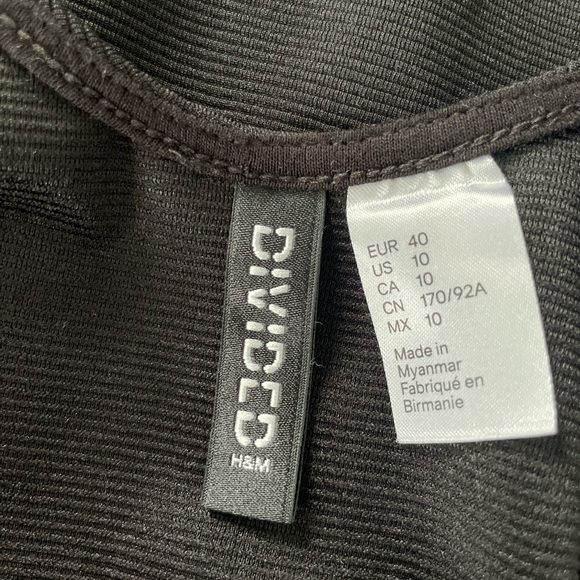 DIVIDED
H&M
EUR 40
US 10
CA 10
CN 170/92A
MX 10
Made in
Myanmar
Fabriqué en
Birmanie